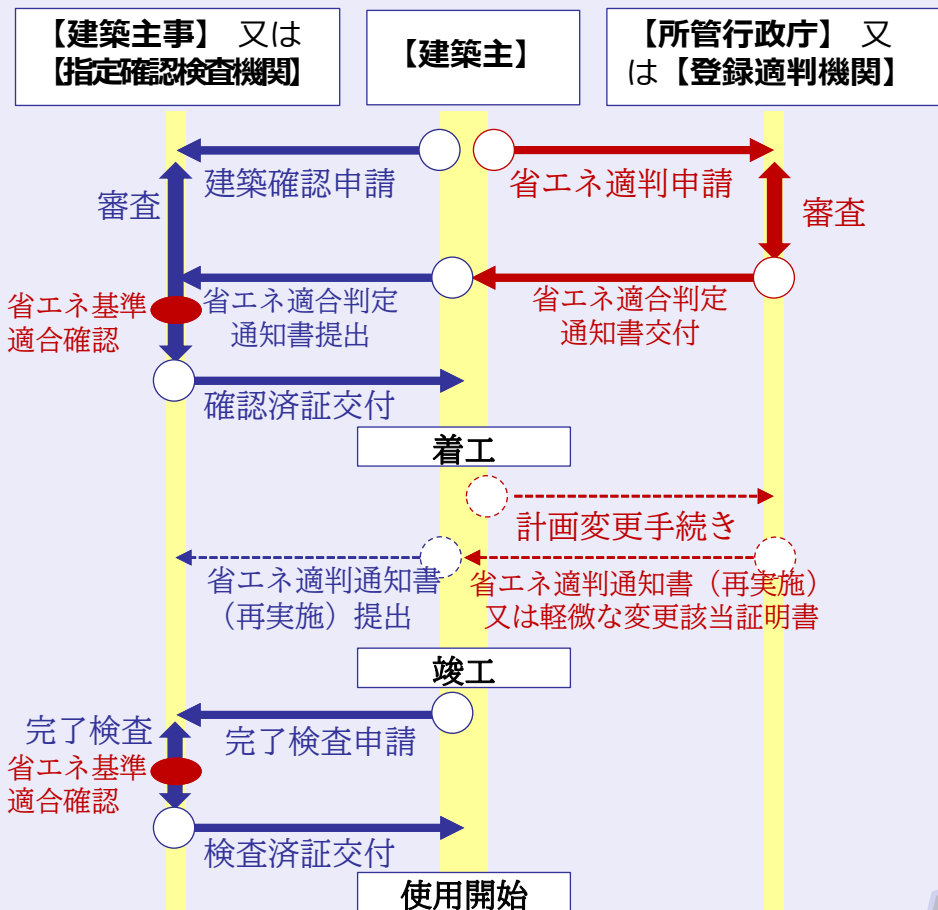 【建築主事】 又は
【指定確認検査機関】
【建築主】
【所管行政庁】 又
は【登録適判機関】
建築確認申請
省エネ適判申請
審査
審査
省エネ基準
適合確認
省エネ適合判定
通知書提出
省エネ適合判定
通知書交付
確認済証交付
着工
計画変更手続き
省エネ適判通知書
（再実施）提出
省エネ適判通知書（再実施）
又は軽微な変更該当証明書
竣工
完了検査
完了検査申請
省エネ基準
適合確認
検査済証交付
使用開始